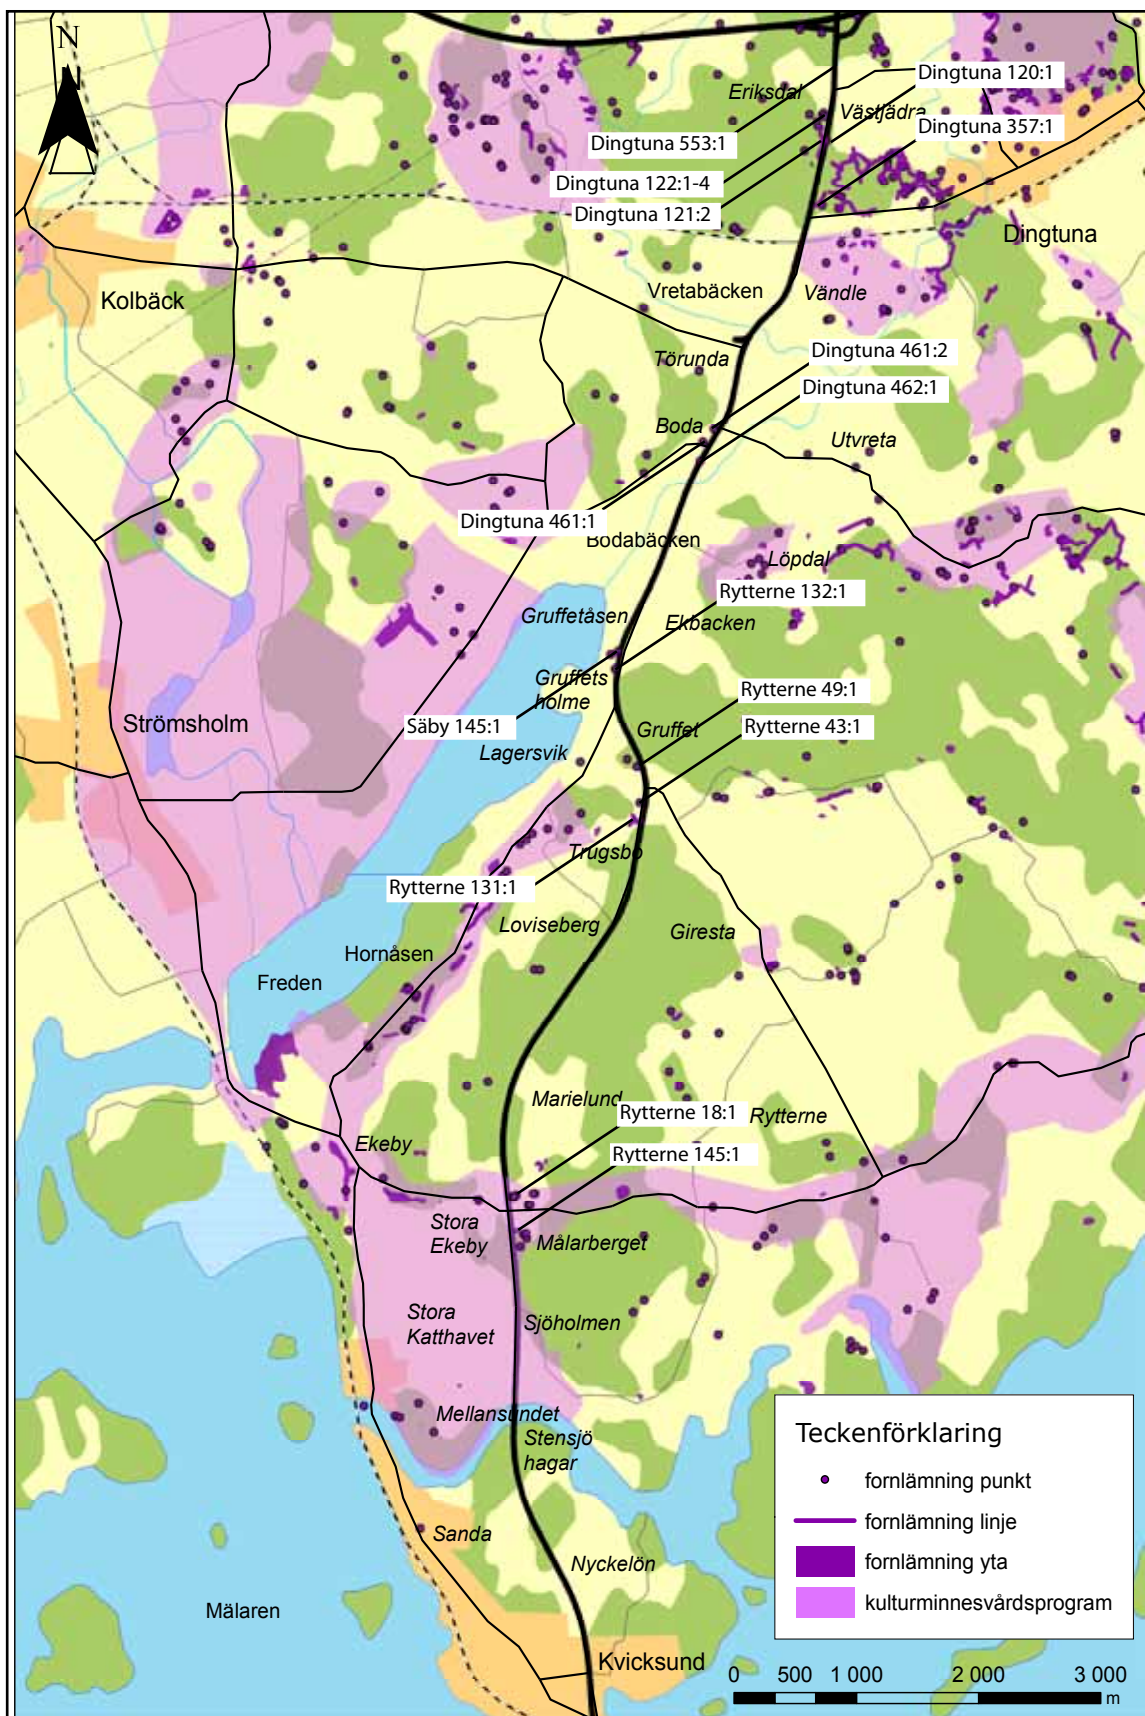 N
N
Dingtuna 120:1
Eriksdal
Västjädra
Dingtuna 357:1
Dingtuna 553:1
Dingtuna 122:1-4
Dingtuna 121:2
Dingtuna
Kolbäck
Vretabäcken
Vändle
Törunda
Dingtuna 461:2
Dingtuna 462:1
Boda
Utvreta
Dingtuna 461:1
Bodabäcken
Löpdal
Rytterne 132:1
Gruffetåsen
Ekbacken
Gruffets
holme
Rytterne 49:1
Strömsholm
Säby 145:1
Gruffet
Rytterne 43:1
Lagersvik
Trugsbo
Rytterne 131:1
Loviseberg
Giresta
Hornåsen
Freden
Marielund
Rytterne 18:1
Rytterne
Ekeby
Rytterne 145:1
Stora
Ekeby
Målarberget
Stora
Katthavet
Sjöholmen
Mellansundet
Stensjö
hagar
Sanda
Nyckelön
Mälaren
Kvicksund
Teckenförklaring
fornlämning punkt
fornlämning linje
fornlämning yta
kulturminnesvårdsprogram
0 500 1 000 2 000 3 000
m